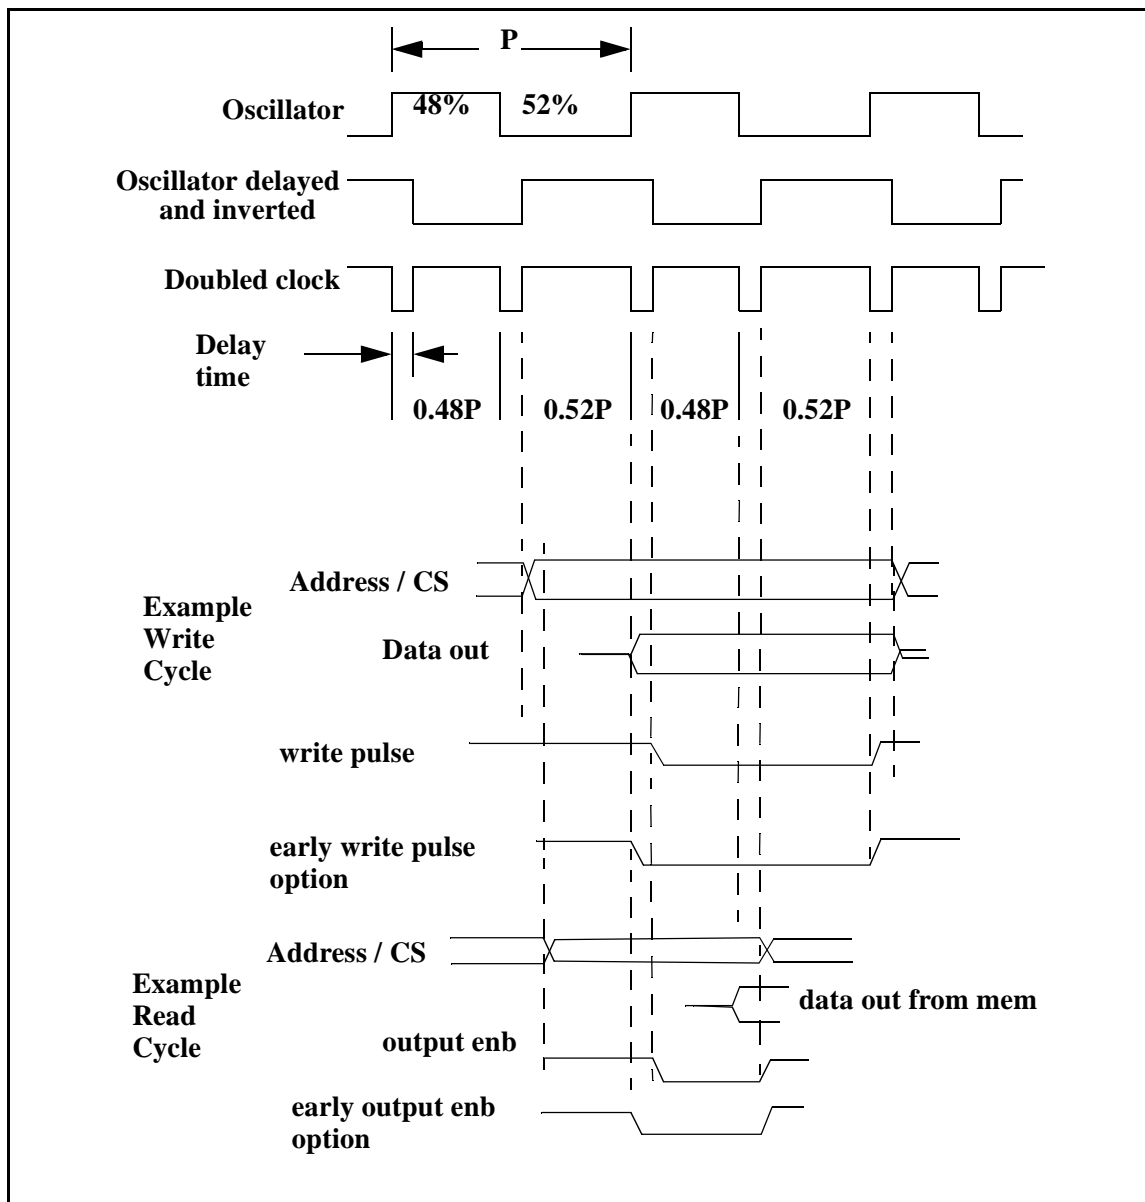 P
Oscillator
48%
52%
Oscillator delayed
and inverted
Doubled clock
Delay
time
0.48P
0.52P
0.48P
0.52P
Example
Write
Cycle
Address / CS
Data out
write pulse
early write pulse
option
Example
Read
Cycle
Address / CS
data out from mem
output enb
early output enb
option